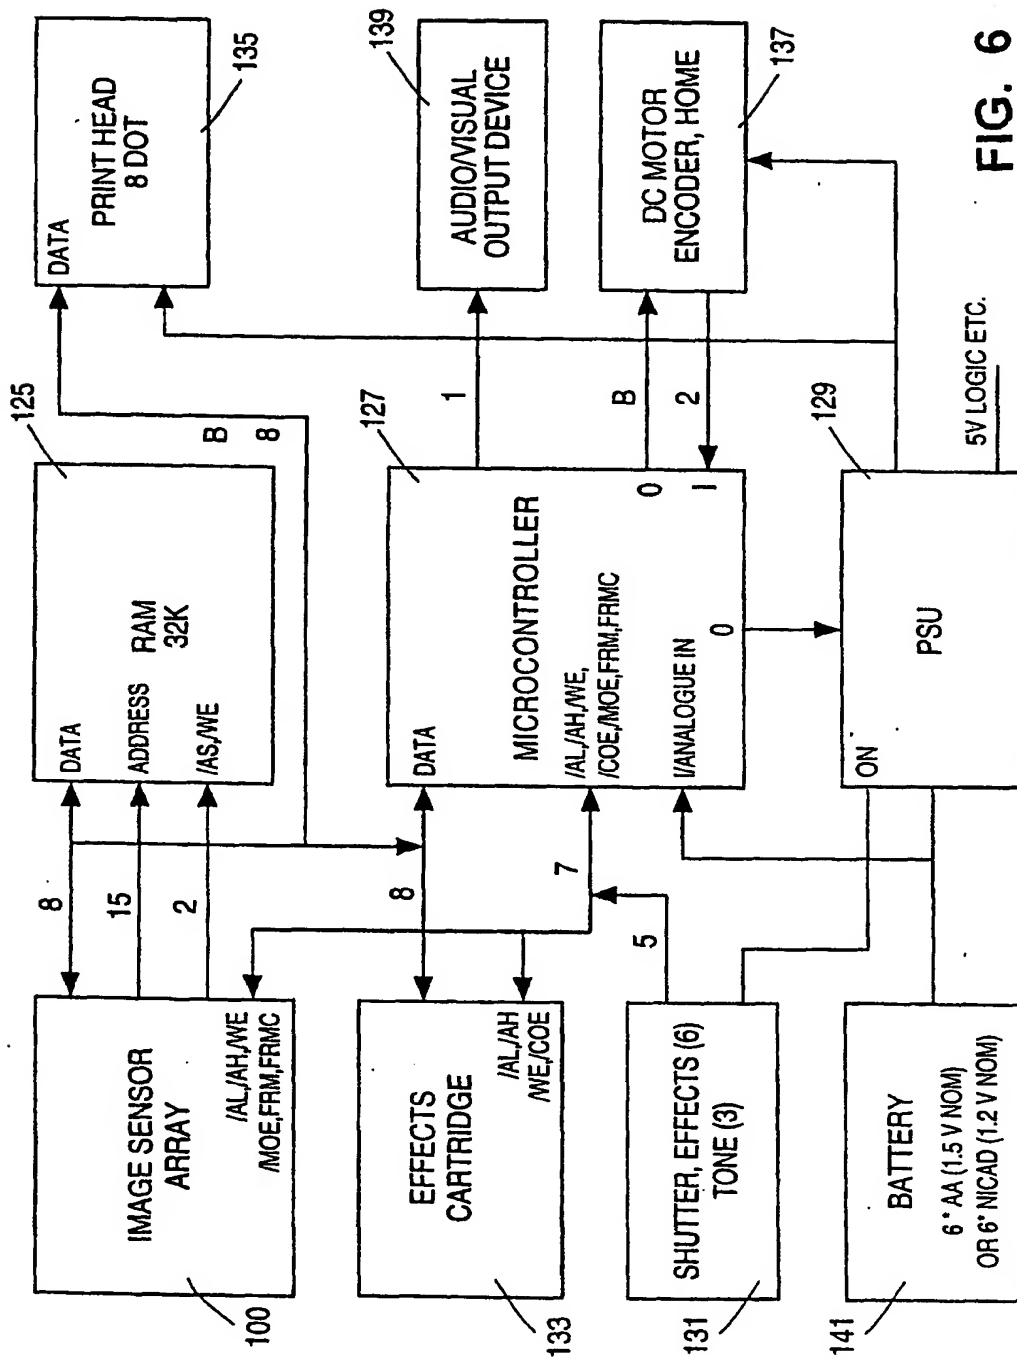 IMAGE SENSOR
ARRAY
/AL,/AH,/WE
/MOE,FRM,FRMC
100
8
15
2
DATA
ADDRESS
/AS,/WE
RAM
32K
125
B
8
DATA
PRINT HEAD
8 DOT
135
EFFECTS
CARTRIDGE
/AL,/AH
/WE,/COE
133
8
7
DATA
MICROCONTROLLER
/AL,/AH,/WE,
/COE,/MOE,FRM,FRMC
I/ANALOGUE IN
O
O
I
127
1
B
2
AUDIO/VISUAL
OUTPUT DEVICE
139
DC MOTOR
ENCODER, HOME
137
SHUTTER, EFFECTS (6)
TONE (3)
131
5
BATTERY
6* AA (1.5 V NOM)
OR 6* NICAD (1.2 V NOM)
141
ON
PSU
129
5V LOGIC ETC.
FIG. 6